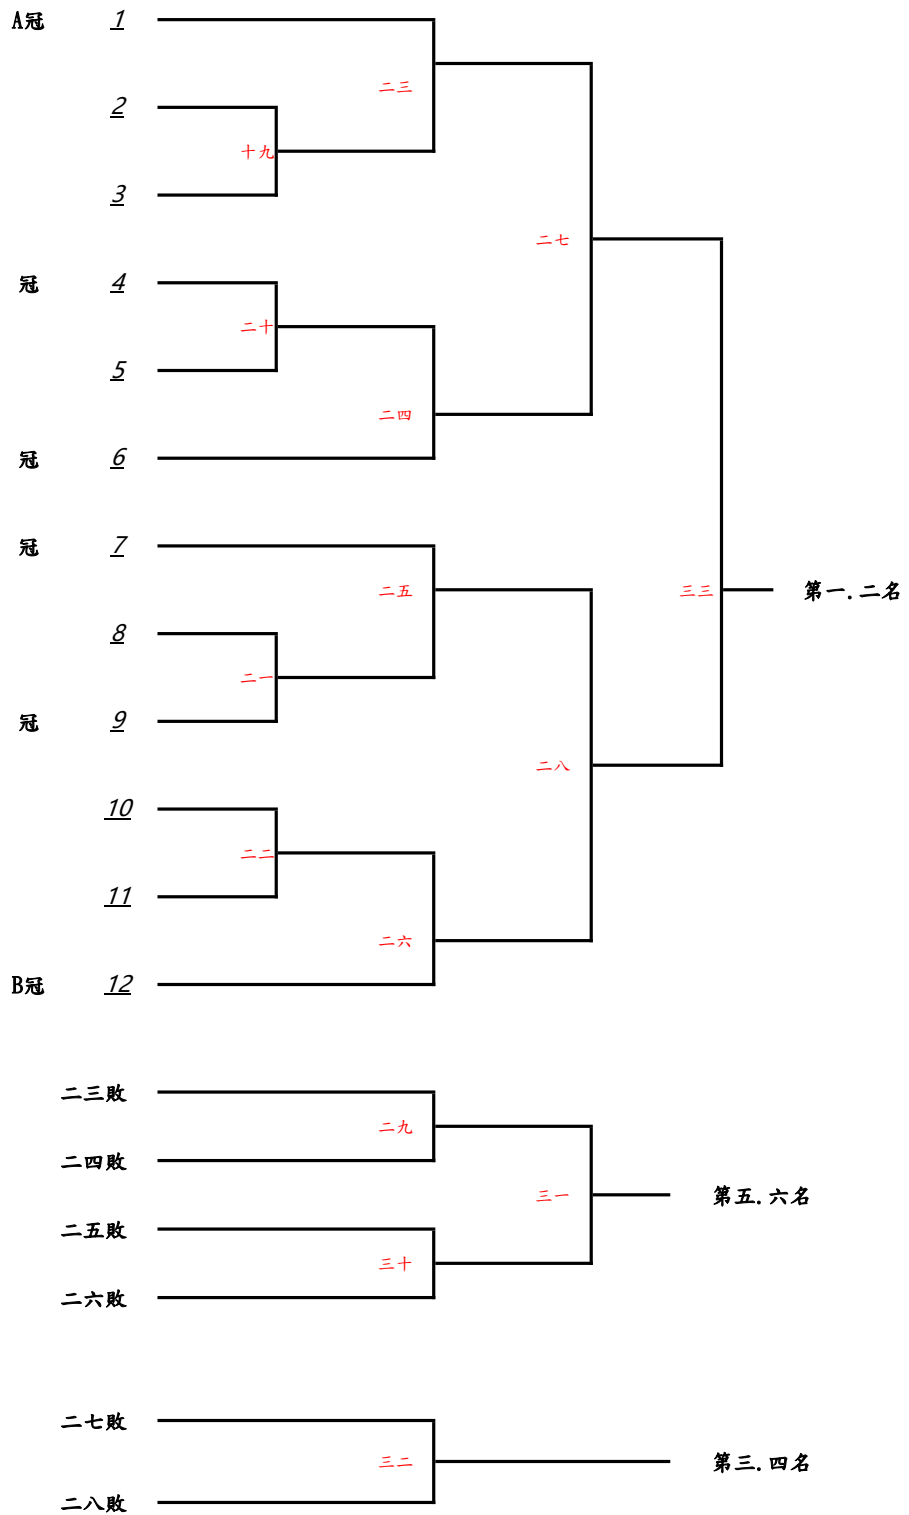 A冠 1
二三
2
十九
3
二七
冠 4
二十
5
二四
冠 6
冠 7
二五
三三 第一.二名
8
二一
冠 9
二八
10
二二
11
二六
B冠 12
二三敗
二九
二四敗
三一 第五.六名
二五敗
三十
二六敗
二七敗
三二 第三.四名
二八敗